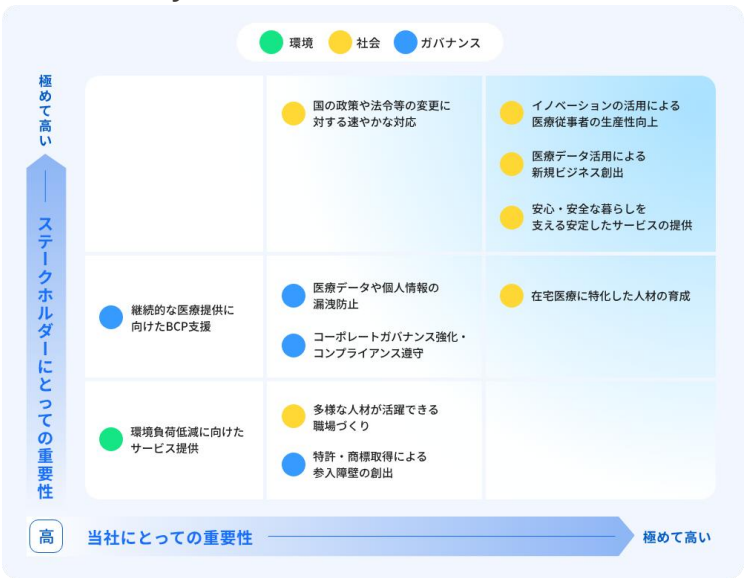 環境
社会
ガバナンス
極めて高い
ステークホルダーにとっての重要性
国の政策や法令等の変更に
対する速やかな対応
イノベーションの活用による
医療従事者の生産性向上
医療データ活用による
新規ビジネス創出
安心・安全な暮らしを
支える安定したサービスの提供
継続的な医療提供に
向けたBCP支援
医療データや個人情報の
漏洩防止
コーポレートガバナンス強化・
コンプライアンス遵守
在宅医療に特化した人材の育成
環境負荷低減に向けた
サービス提供
多様な人材が活躍できる
職場づくり
特許・商標取得による
参入障壁の創出
高
当社にとっての重要性
極めて高い